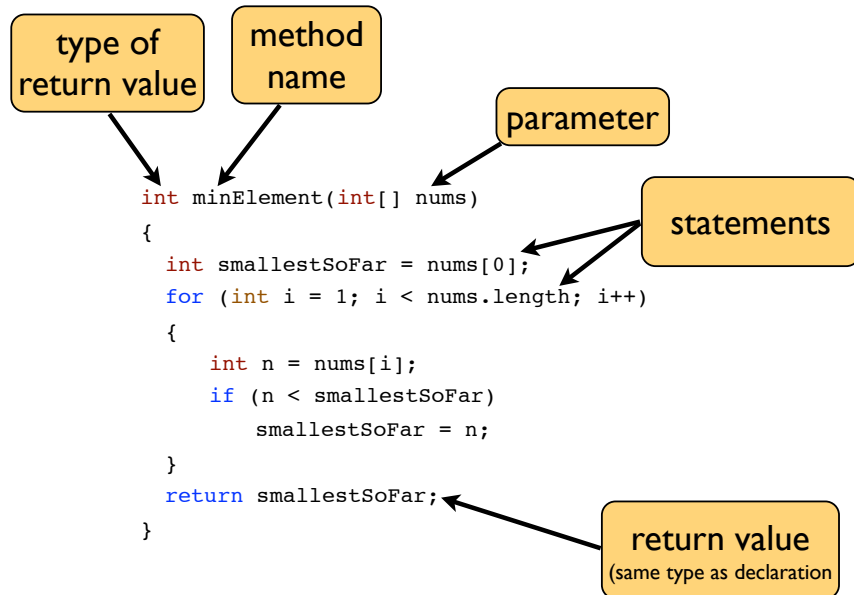 type of
return value
method
name
parameter
int minElement(int[] nums)
{
statements
int smallestSoFar = nums[0];
for (int i = 1; i < nums.length; i++)
{
int n = nums[i];
if (n < smallestSoFar)
smallestSoFar = n;
}
return smallestSoFar;
}
return value
(same type as declaration